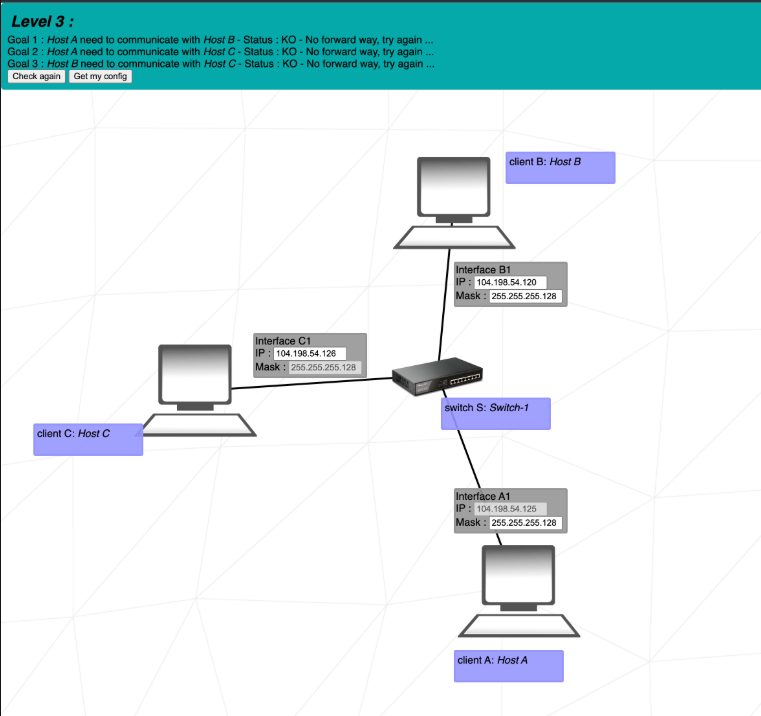 Level 3 :
Goal 1 : Host A need to communicate with Host B - Status : KO - No forward way, try again ...
Goal 2 : Host A need to communicate with Host C - Status : KO - No forward way, try again ...
Goal 3 : Host B need to communicate with Host C - Status : KO - No forward way, try again ...
Check again Get my config
client B: Host B
Interface B1
IP : 104.198.54.120
Mask : 255.255.255.128
Interface C1
IP : 104.198.54.126
Mask : 255.255.255.128
switch S: Switch-1
client C: Host C
Interface A1
IP : 104.198.54.125
Mask : 255.255.255.128
client A: Host A